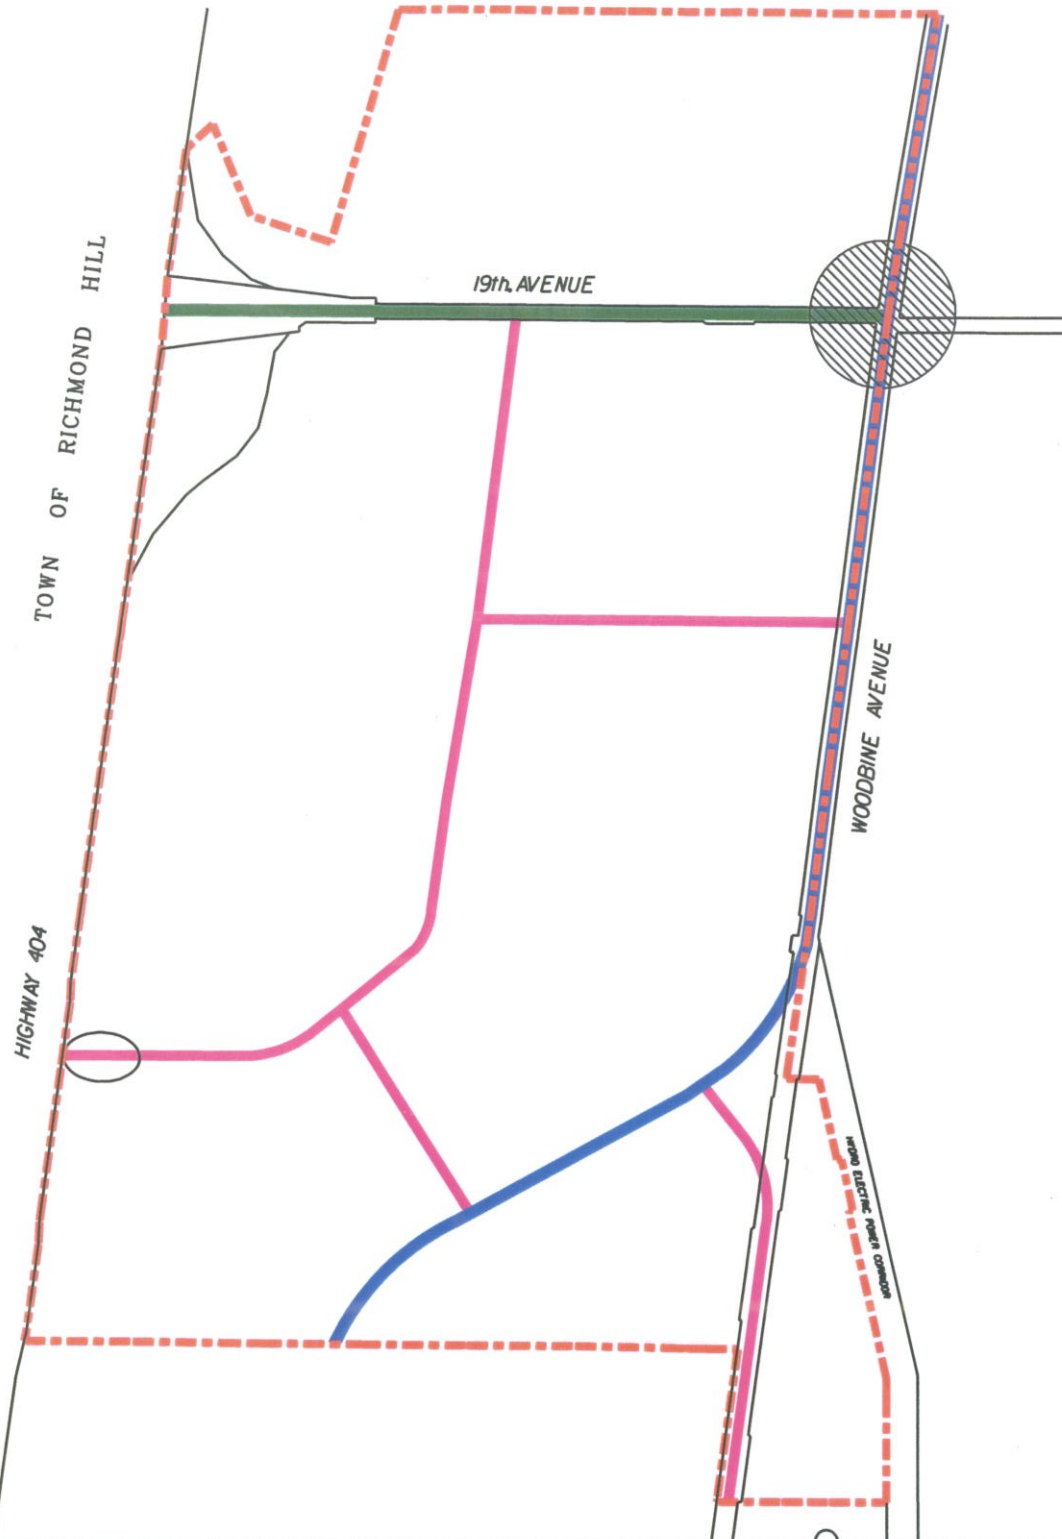 19th. AVENUE
TOWN OF RICHMOND HILL
WOODBINE AVENUE
HIGHWAY 404
HYDRO ELECTRIC POWER CORRIDOR